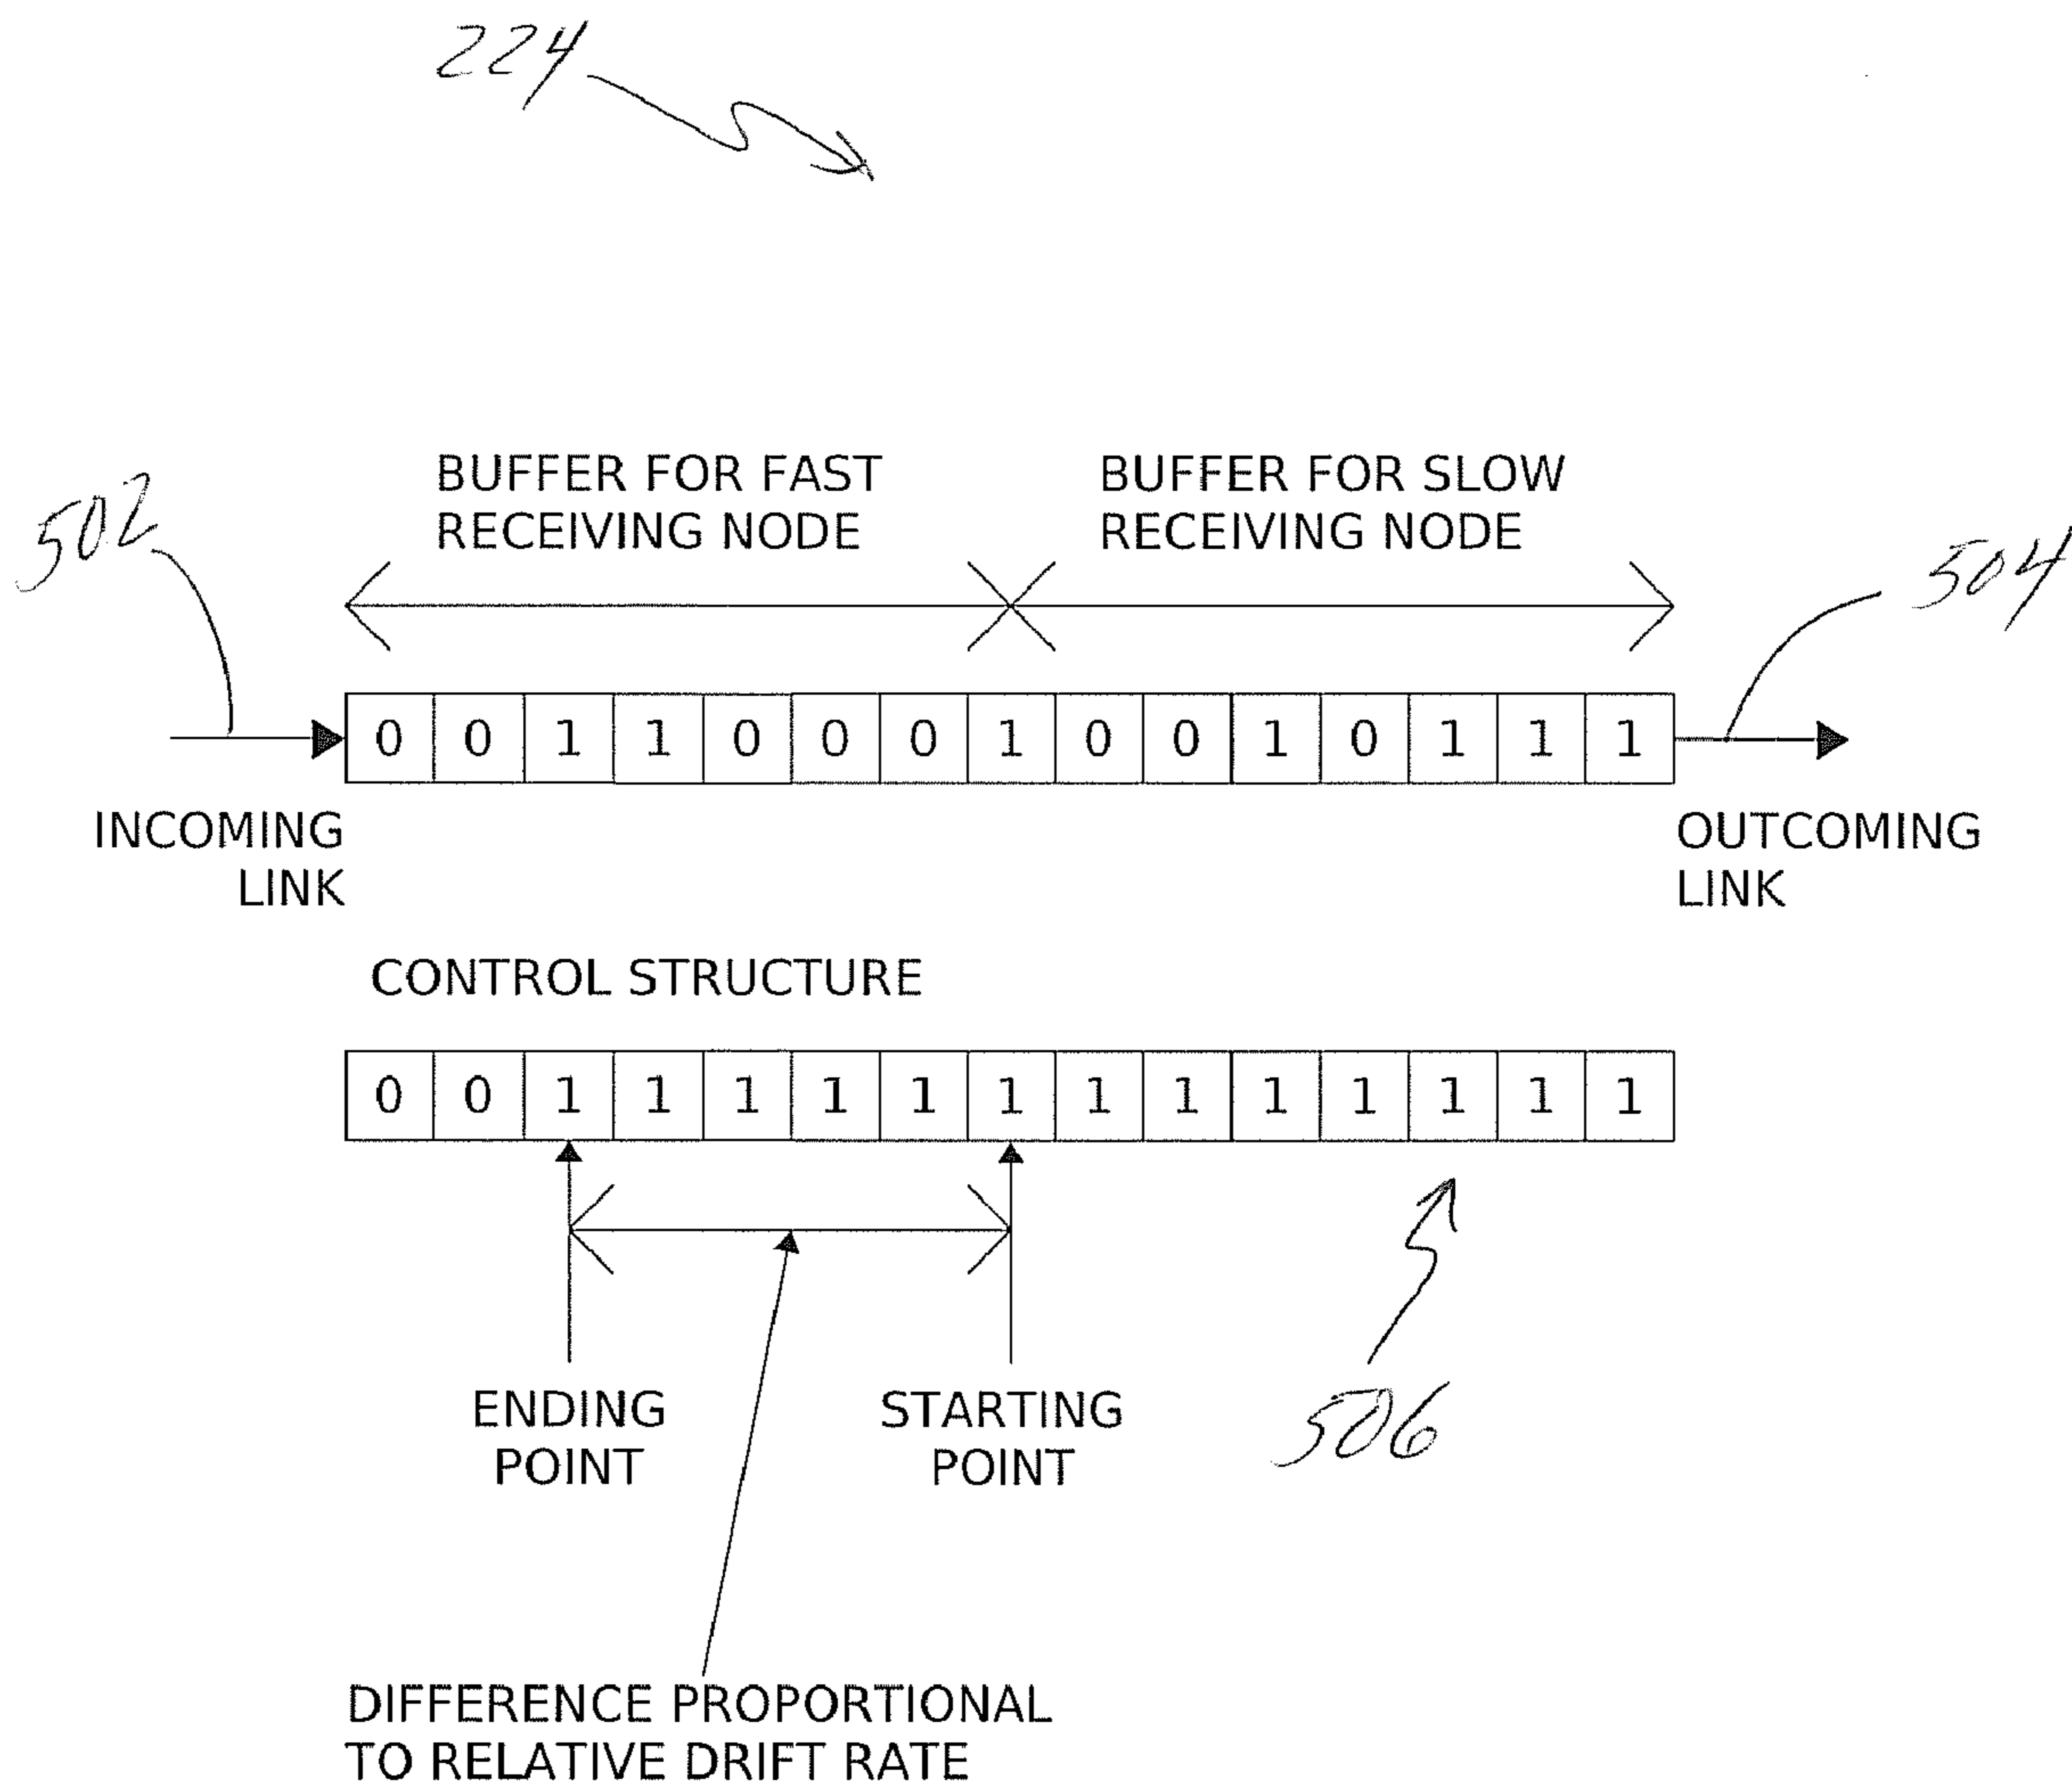 224
BUFFER FOR FAST
RECEIVING NODE
BUFFER FOR SLOW
RECEIVING NODE
502
504
0 0 1 1 0 0 0 1 0 0 1 0 1 1 1
INCOMING
LINK
OUTCOMING
LINK
CONTROL STRUCTURE
0 0 1 1 1 1 1 1 1 1 1 1 1 1 1
ENDING
POINT
STARTING
POINT
506
DIFFERENCE PROPORTIONAL
TO RELATIVE DRIFT RATE